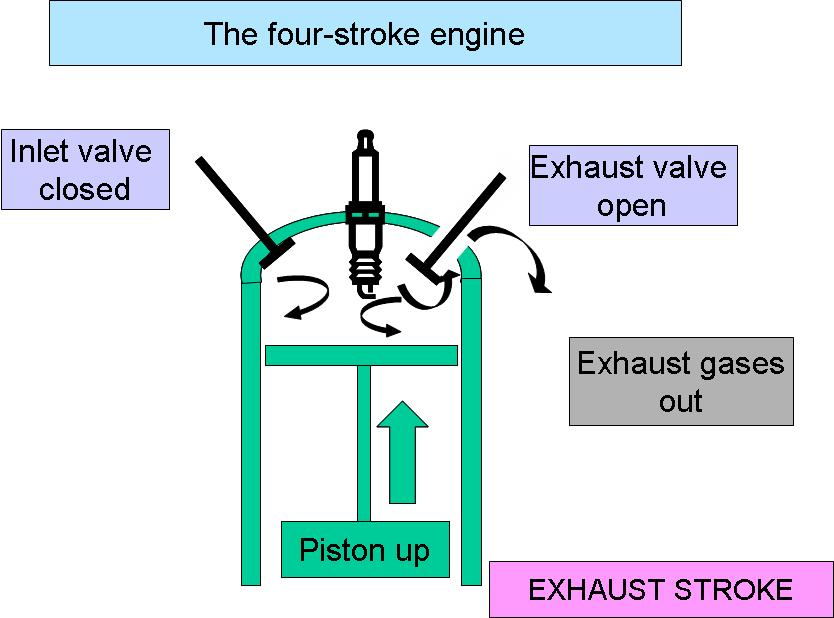 The four-stroke engine
Inlet valve
closed
Exhaust valve
open
Exhaust gases
out
Piston up
EXHAUST STROKE